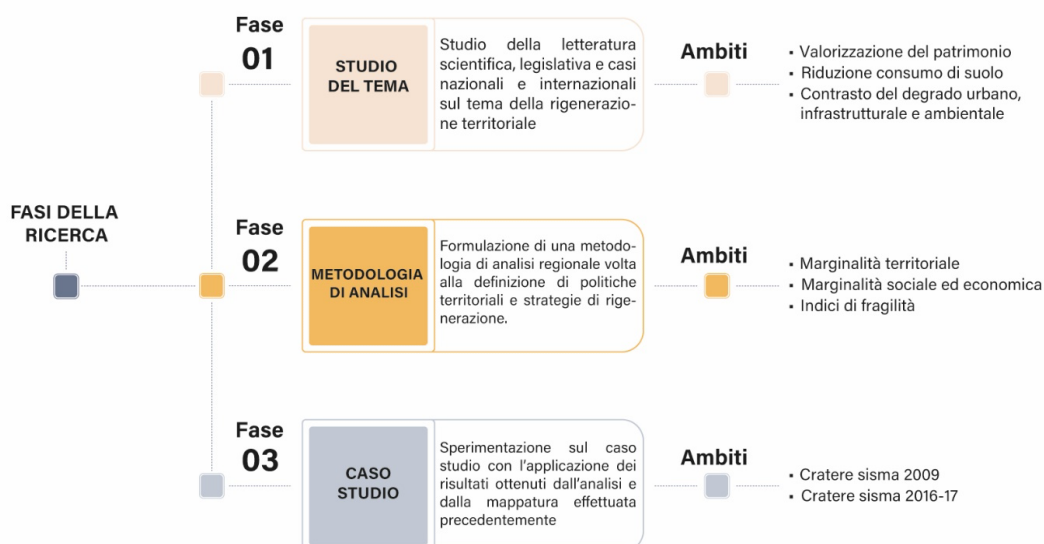 FASI DELLA
RICERCA
Fase
01
STUDIO
DEL TEMA
Studio della letteratura
scientifica, legislativa e casi
nazionali e internazionali
sul tema della rigenerazio-
ne territoriale
Ambiti
▪ Valorizzazione del patrimonio
▪ Riduzione consumo di suolo
▪ Contrasto del degrado urbano,
infrastrutturale e ambientale
Fase
02
METODOLOGIA
DI ANALISI
Formulazione di una metodo-
logia di analisi regionale volta
alla definizione di politiche
territoriali e strategie di rige-
nerazione.
Ambiti
▪ Marginalità territoriale
▪ Marginalità sociale ed economica
▪ Indici di fragilità
Fase
03
CASO
STUDIO
Sperimentazione sul caso
studio con l'applicazione dei
risultati ottenuti dall'analisi e
dalla mappatura effettuata
precedentemente
Ambiti
▪ Cratere sisma 2009
▪ Cratere sisma 2016-17